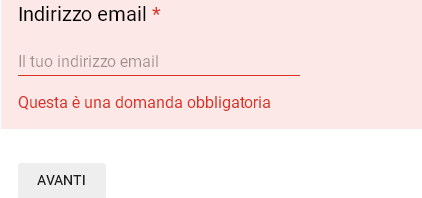 Indirizzo email *
Il tuo indirizzo email
Questa è una domanda obbligatoria
AVANTI